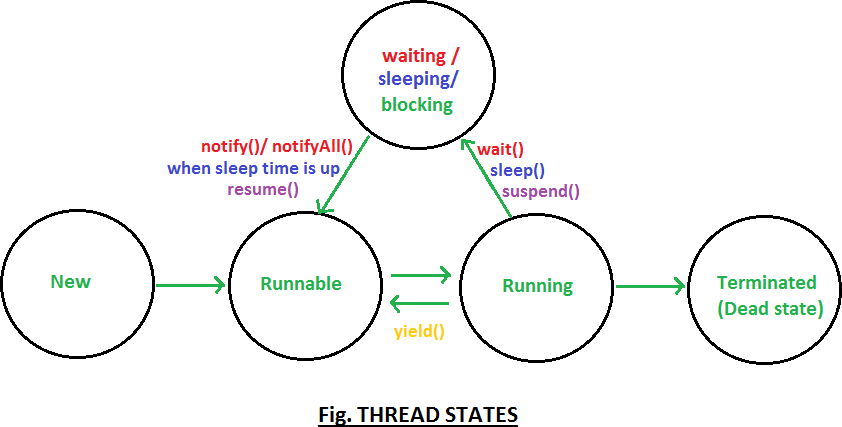 waiting /
sleeping/
blocking
notify()/ notifyAll()
when sleep time is up
resume()
wait()
sleep()
suspend()
New
Runnable
Running
Terminated
(Dead state)
yield()
Fig. THREAD STATES